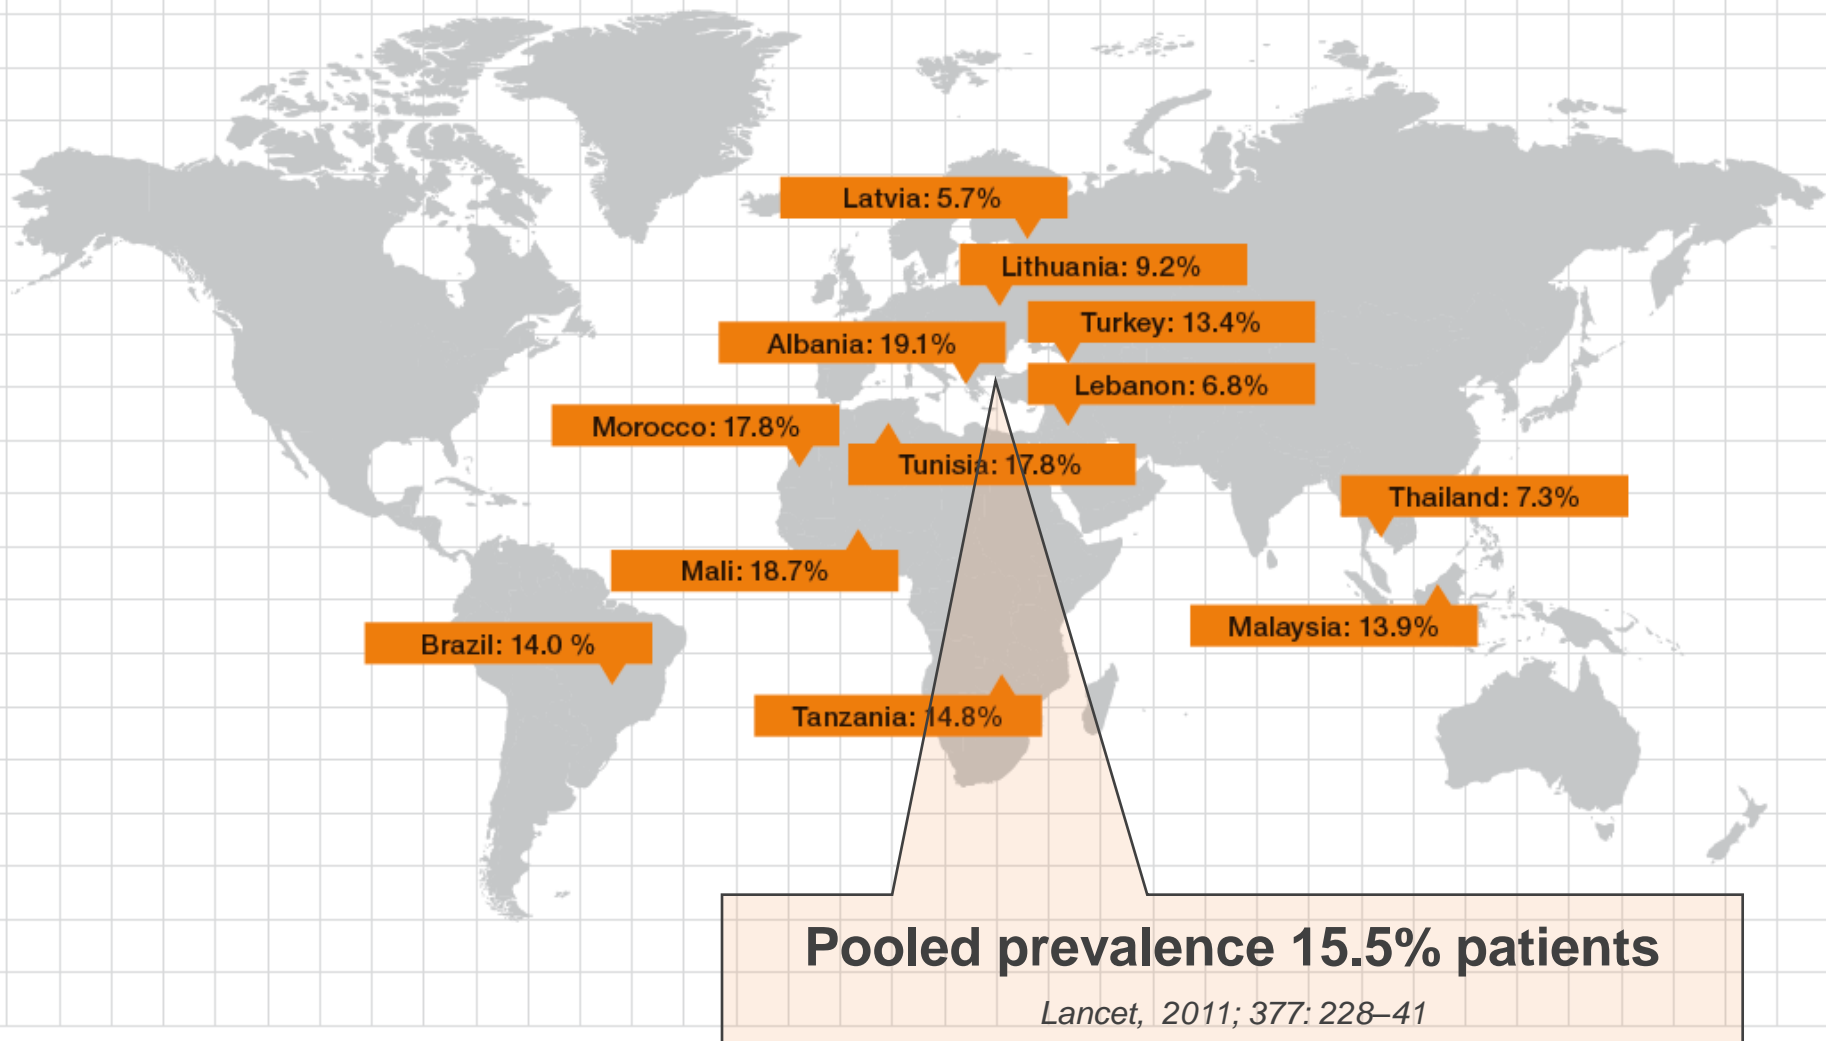 Latvia: 5.7%
Lithuania: 9.2%
Turkey: 13.4%
Albania: 19.1%
Lebanon: 6.8%
Morocco: 17.8%
Tunisia: 17.8%
Thailand: 7.3%
Mali: 18.7%
Malaysia: 13.9%
Brazil: 14.0 %
Tanzania: 14.8%
Pooled prevalence 15.5% patients
Lancet, 2011; 377: 228–41